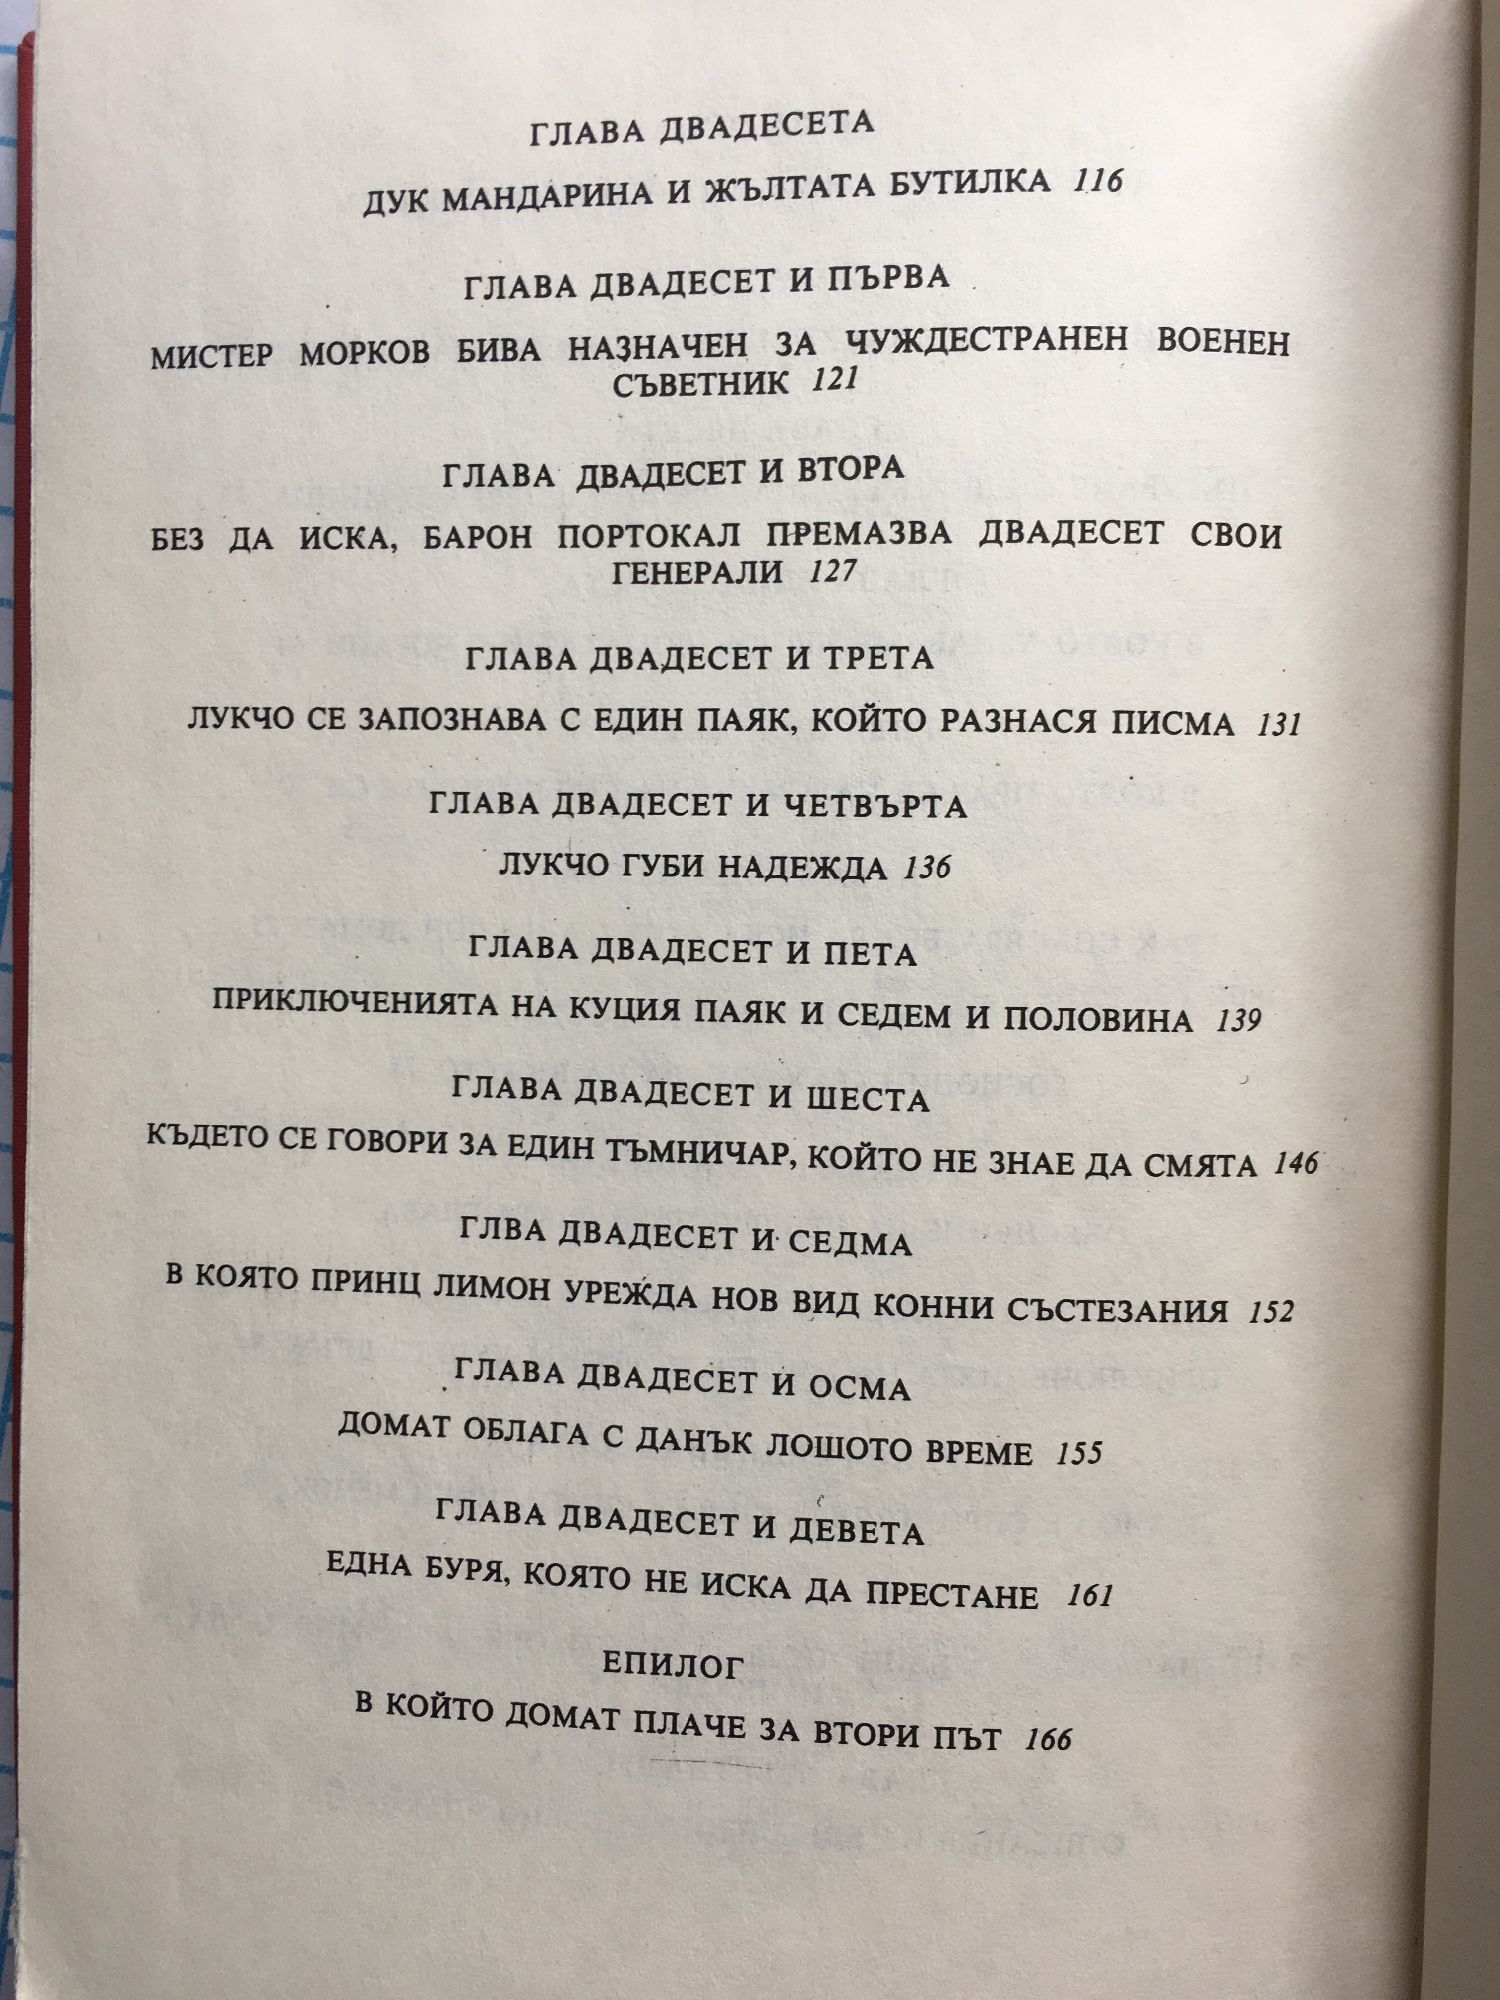 ГЛАВА ДВАДЕСЕТА
ДУК МАНДАРИНА И ЖЪЛТАТА БУТИЛКА 116
ГЛАВА ДВАДЕСЕТ И ПЪРВА
МИСТЕР МОРКОВ БИВА НАЗНАЧЕН ЗА ЧУЖДЕСТРАНЕН ВОЕНЕН
СЪВЕТНИК 121
ГЛАВА ДВАДЕСЕТ И ВТОРА
БЕЗ ДА ИСКА, БАРОН ПОРТОКАЛ ПРЕМАЗВА ДВАДЕСЕТ СВОИ
ГЕНЕРАЛИ 127
ГЛАВА ДВАДЕСЕТ И ТРЕТА
ЛУКЧО СЕ ЗАПОЗНАВА С ЕДИН ПАЯК, КОЙТО РАЗНАСЯ ПИСМА 131
ГЛАВА ДВАДЕСЕТ И ЧЕТВЪРТА
ЛУКЧО ГУБИ НАДЕЖДА 136
ГЛАВА ДВАДЕСЕТ И ПЕТА
ПРИКЛЮЧЕНИЯТА НА КУЦИЯ ПАЯК И СЕДЕМ И ПОЛОВИНА 139
ГЛАВА ДВАДЕСЕТ И ШЕСТА
КЪДЕТО СЕ ГОВОРИ ЗА ЕДИН ТЪМНИЧАР, КОЙТО НЕ ЗНАЕ ДА СМЯТА 146
ГЛВА ДВАДЕСЕТ И СЕДМА
В КОЯТО ПРИНЦ ЛИМОН УРЕЖДА НОВ ВИД КОННИ СЪСТЕЗАНИЯ 152
ГЛАВА ДВАДЕСЕТ И ОСМА
ДОМАТ ОБЛАГА С ДАНЪК ЛОШОТО ВРЕМЕ 155
ГЛАВА ДВАДЕСЕТ И ДЕВЕТА
ЕДНА БУРЯ, КОЯТО НЕ ИСКА ДА ПРЕСТАНЕ 161
ЕПИЛОГ
В КОЙТО ДОМАТ ПЛАЧЕ ЗА ВТОРИ ПЪТ 166